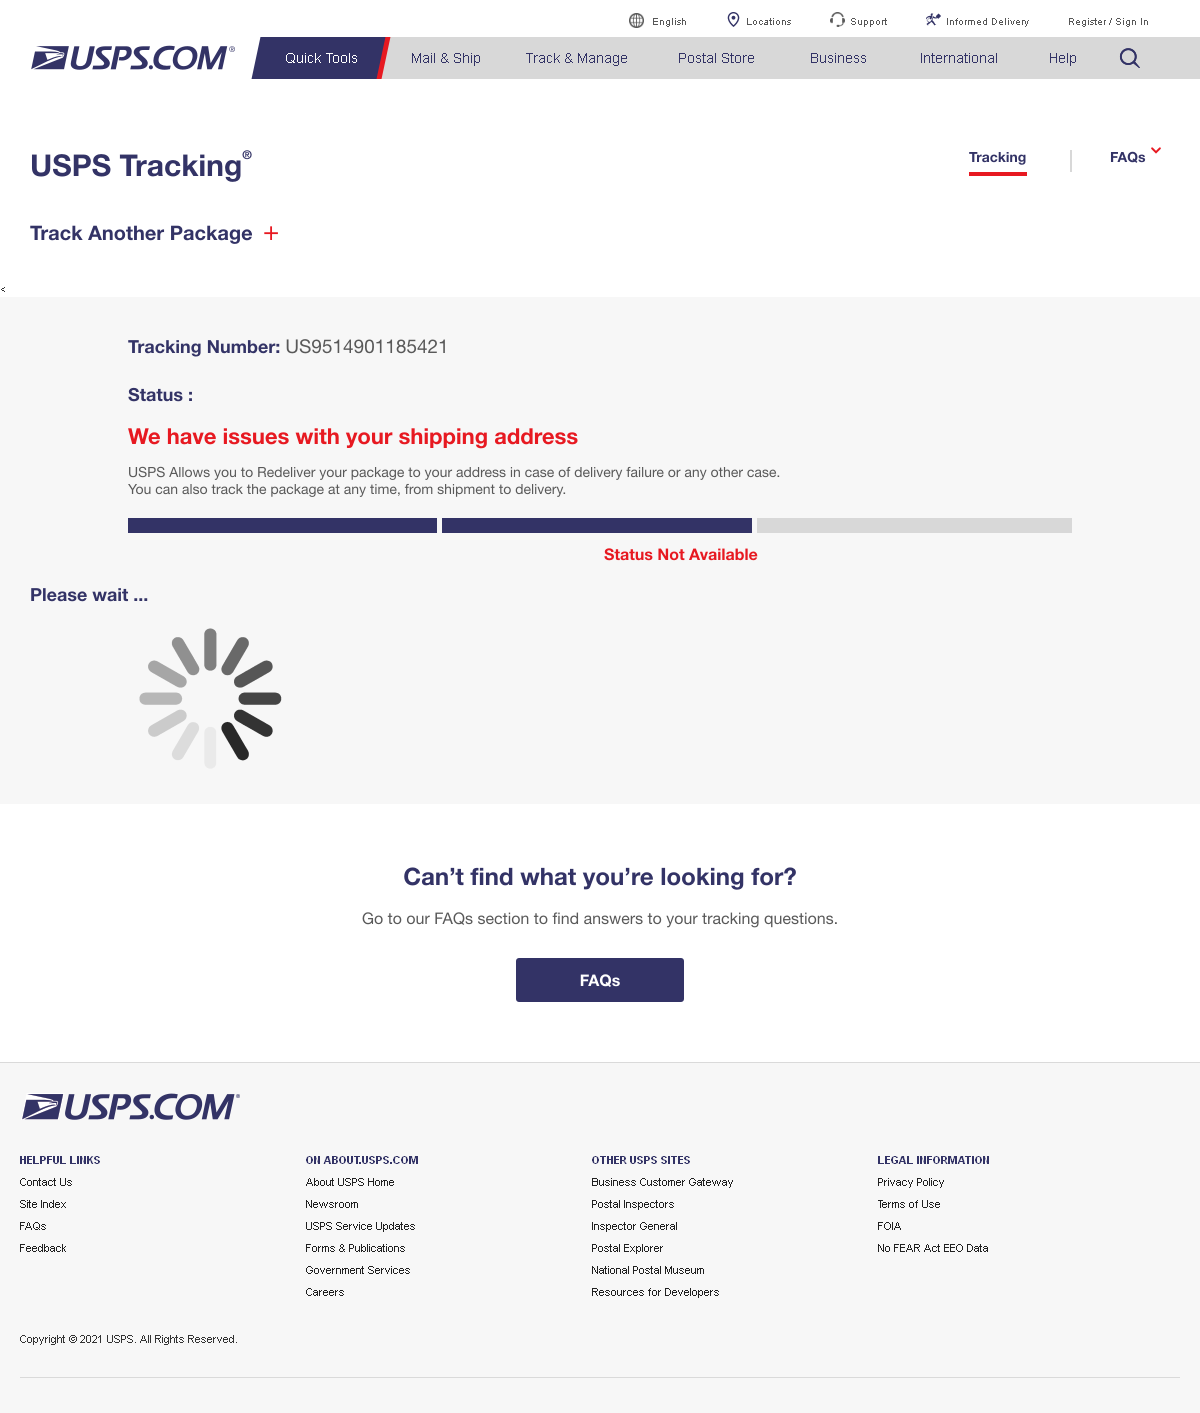 English
Locations
Support
Informed Delivery
Register / Sign In
USPS.COM®
Quick Tools
Mail & Ship
Track & Manage
Postal Store
Business
International
Help
USPS Tracking®
Tracking
FAQs
Track Another Package +
<
Tracking Number: US9514901185421
Status :
We have issues with your shipping address
USPS Allows you to Redeliver your package to your address in case of delivery failure or any other case.
You can also track the package at any time, from shipment to delivery.
Status Not Available
Please wait ...
Can’t find what you’re looking for?
Go to our FAQs section to find answers to your tracking questions.
FAQs
USPS.COM®
HELPFUL LINKS
Contact Us
Site Index
FAQs
Feedback
ON ABOUT.USPS.COM
About USPS Home
Newsroom
USPS Service Updates
Forms & Publications
Government Services
Careers
OTHER USPS SITES
Business Customer Gateway
Postal Inspectors
Inspector General
Postal Explorer
National Postal Museum
Resources for Developers
LEGAL INFORMATION
Privacy Policy
Terms of Use
FOIA
No FEAR Act EEO Data
Copyright © 2021 USPS. All Rights Reserved.